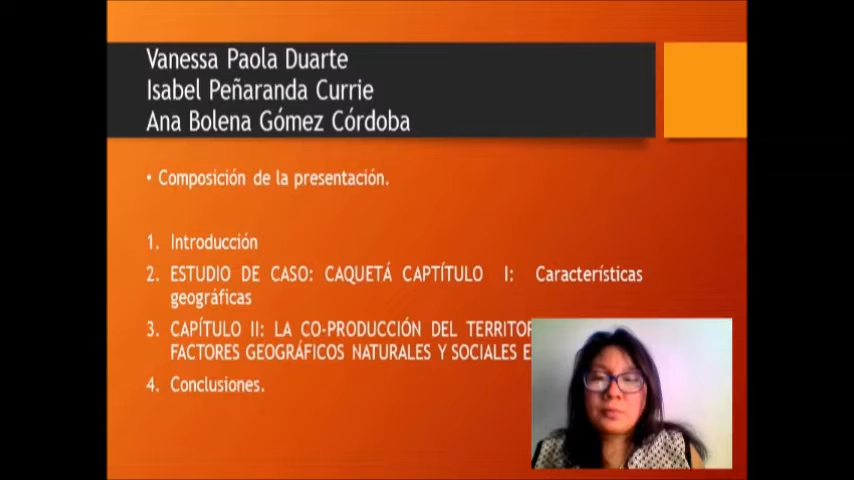 Vanessa Paola Duarte
Isabel Peñaranda Currie
Ana Bolena Gómez Córdoba
• Composición de la presentación.
1. Introducción
2. ESTUDIO DE CASO: CAQUETÁ CAPTÍTULO I: Características
geográficas
3. CAPÍTULO II: LA CO-PRODUCCIÓN DEL
FACTORES GEOGRÁFICOS NATURALES Y SOCIALES
4. Conclusiones.